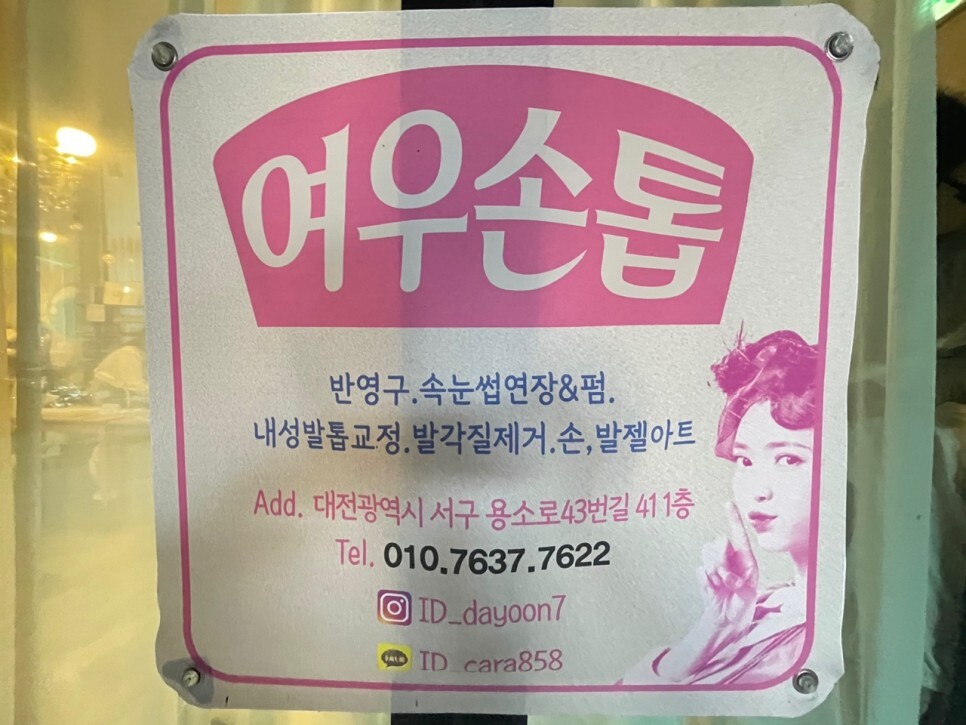 여우손톱
반영구.속눈썹연장&펌.
내성발톱교정.발각질제거.손,발젤아트
Add. 대전광역시 서구 용소로43번길 41 1층
Tel. 010.7637.7622
ID_dayoon7
ID_cara858